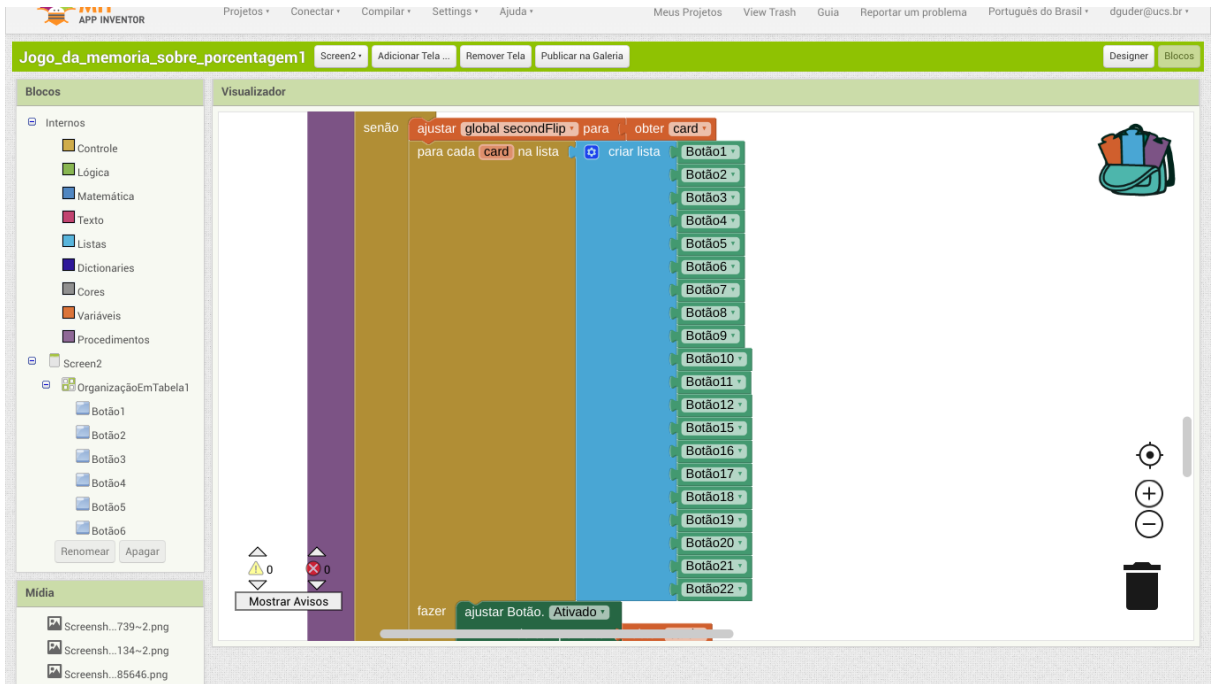 MIT
APP INVENTOR
Projetos Conectar Compilar Settings Ajuda Meus Projetos View Trash Guia Reportar um problema Português do Brasil dguder@ucs.br
Jogo_da_memoria_sobre_porcentagem1 Screen2 Adicionar Tela ... Remover Tela Publicar na Galeria Designer Blocos
Blocos
Internos
Controle
Lógica
Matemática
Texto
Listas
Dictionaries
Cores
Variáveis
Procedimentos
Screen2
OrganizaçãoEmTabela1
Botão1
Botão2
Botão3
Botão4
Botão5
Botão6
Renomear Apagar
Mídia
Screensh...739~2.png
Screensh...134~2.png
Screensh...85646.png
Visualizador
senão ajustar global secondFlip para obter card
para cada card na lista criar lista Botão1
Botão2
Botão3
Botão4
Botão5
Botão6
Botão7
Botão8
Botão9
Botão10
Botão11
Botão12
Botão15
Botão16
Botão17
Botão18
Botão19
Botão20
Botão21
Botão22
fazer ajustar Botão. Ativado
0 0
Mostrar Avisos